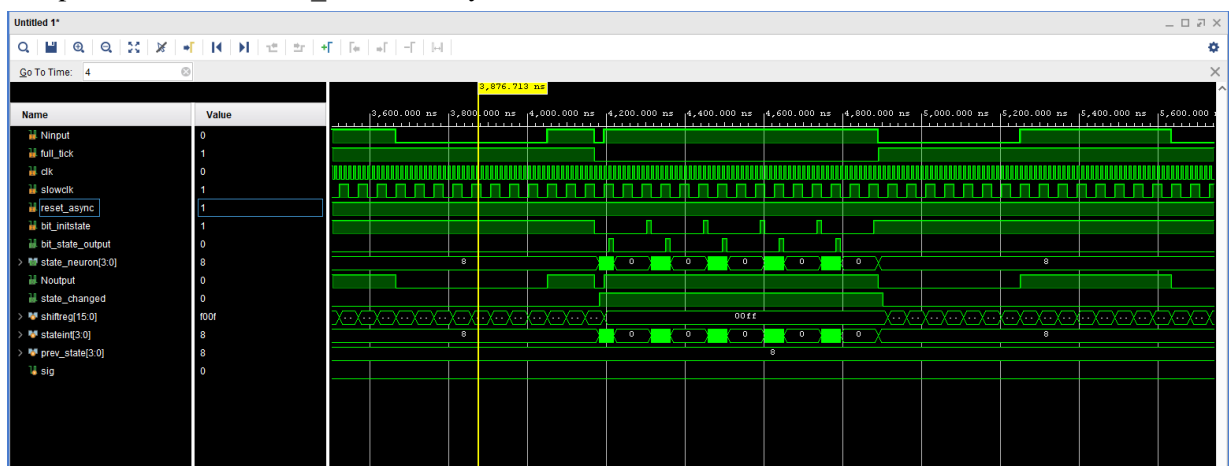 Untitled 1*
Go To Time: 4
3,876.713 ns
Name Value
3,600.000 ns 3,800.000 ns 4,000.000 ns 4,200.000 ns 4,400.000 ns 4,600.000 ns 4,800.000 ns 5,000.000 ns 5,200.000 ns 5,400.000 ns 5,600.000
Ninput 0
full_tick 1
clk 0
slowclk 1
reset_async 1
bit_initstate 1
bit_state_output 0
state_neuron[3:0] 8 8 0 0 0 0 0 8
Noutput 0
state_changed 0
shiftreg[15:0] f00f 00ff
stateint[3:0] 8 8 0 0 0 0 0 8
prev_state[3:0] 8 8
sig 0